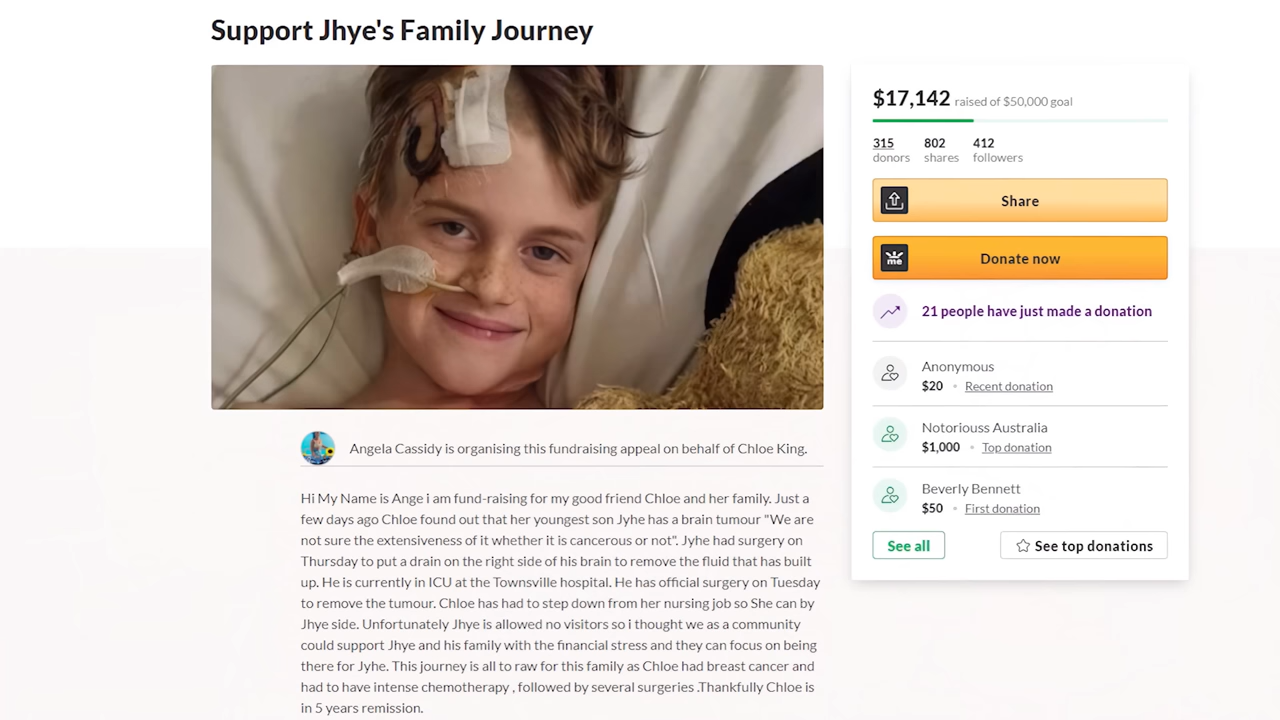 Support Jhye's Family Journey
$17,142 raised of $50,000 goal
315 802 412
donors shares followers
Share
me
Donate now
21 people have just made a donation
Anonymous
$20 • Recent donation
Notoriouss Australia
$1,000 • Top donation
Beverly Bennett
$50 • First donation
See all
See top donations
Angela Cassidy is organising this fundraising appeal on behalf of Chloe King.
Hi My Name is Ange i am fund-raising for my good friend Chloe and her family. Just a
few days ago Chloe found out that her youngest son Jyhe has a brain tumour "We are
not sure the extensiveness of it whether it is cancerous or not". Jyhe had surgery on
Thursday to put a drain on the right side of his brain to remove the fluid that has built
up. He is currently in ICU at the Townsville hospital. He has official surgery on Tuesday
to remove the tumour. Chloe has had to step down from her nursing job so She can by
Jhye side. Unfortunately Jhye is allowed no visitors so i thought we as a community
could support Jhye and his family with the financial stress and they can focus on being
there for Jyhe. This journey is all to raw for this family as Chloe had breast cancer and
had to have intense chemotherapy , followed by several surgeries .Thankfully Chloe is
in 5 years remission.